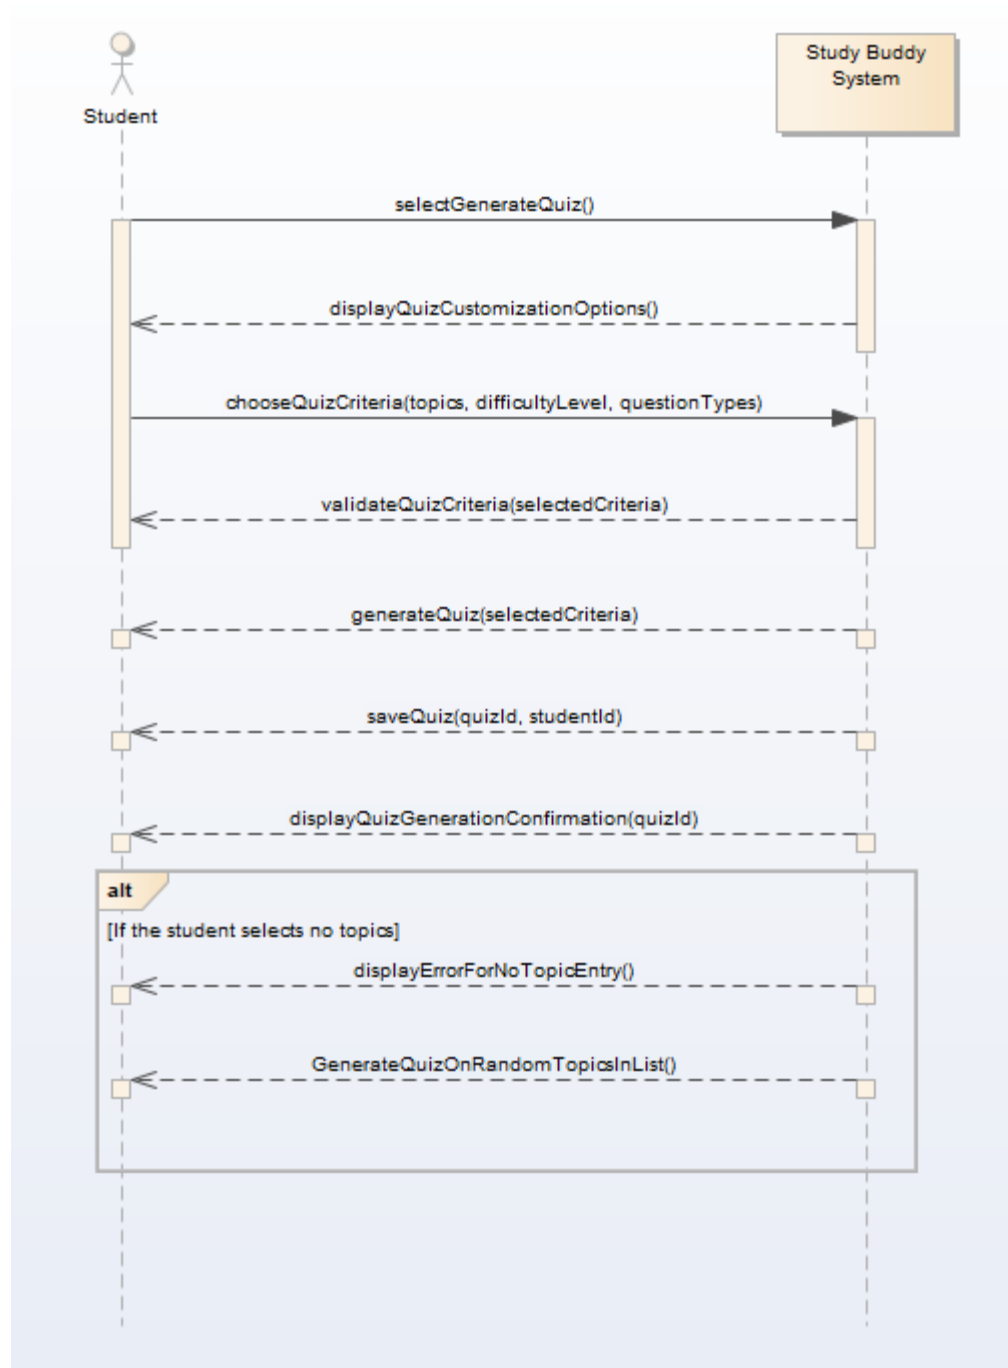 Student
Study Buddy
System
selectGenerateQuiz()
displayQuizCustomizationOptions()
chooseQuizCriteria(topics, difficultyLevel, questionTypes)
validateQuizCriteria(selectedCriteria)
generateQuiz(selectedCriteria)
saveQuiz(quizId, studentId)
displayQuizGenerationConfirmation(quizId)
alt
[If the student selects no topics]
displayErrorForNoTopicEntry()
GenerateQuizOnRandomTopicsInList()